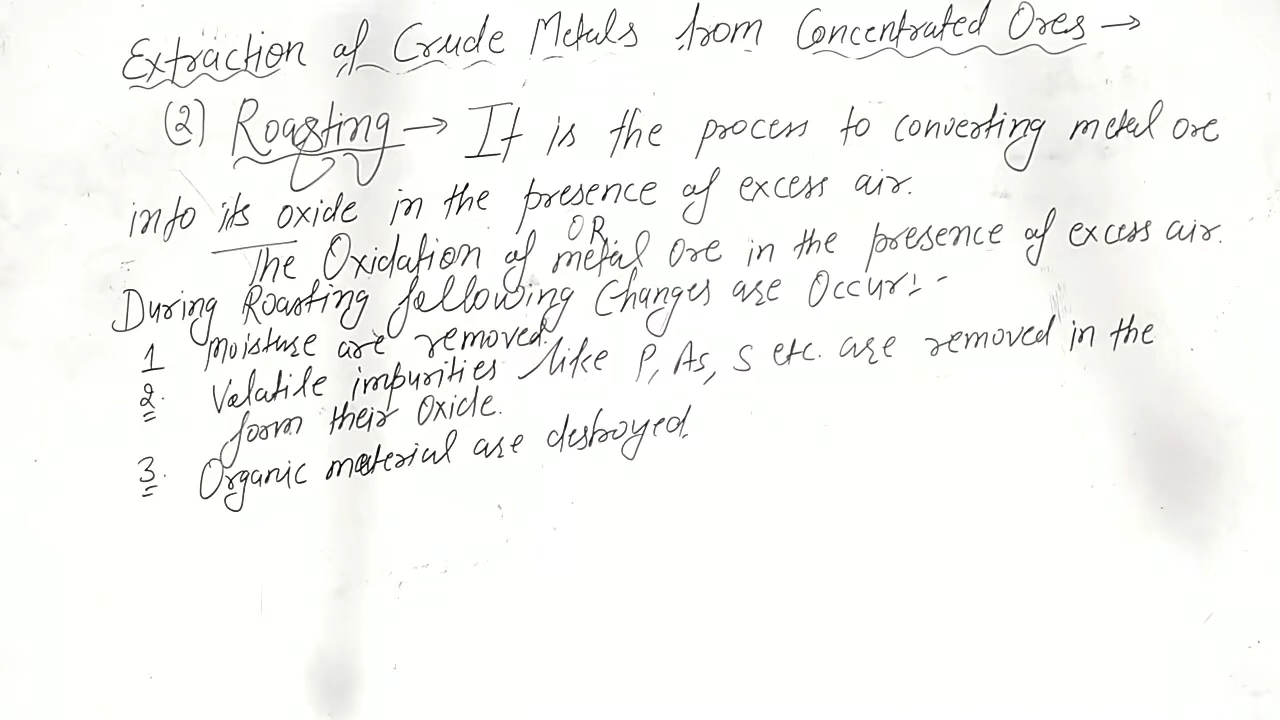 Extraction of Crude Metals from Concentrated Ores →
(2) Roasting → It is the process to converting metal ore
into its oxide in the presence of excess air.
OR
The Oxidation of metal ore in the presence of excess air.
During Roasting following Changes are Occur:-
1 Moisture are removed.
2. Volatile impurities like P, As, S etc. are removed in the
form their Oxide.
3. Organic material are destroyed.